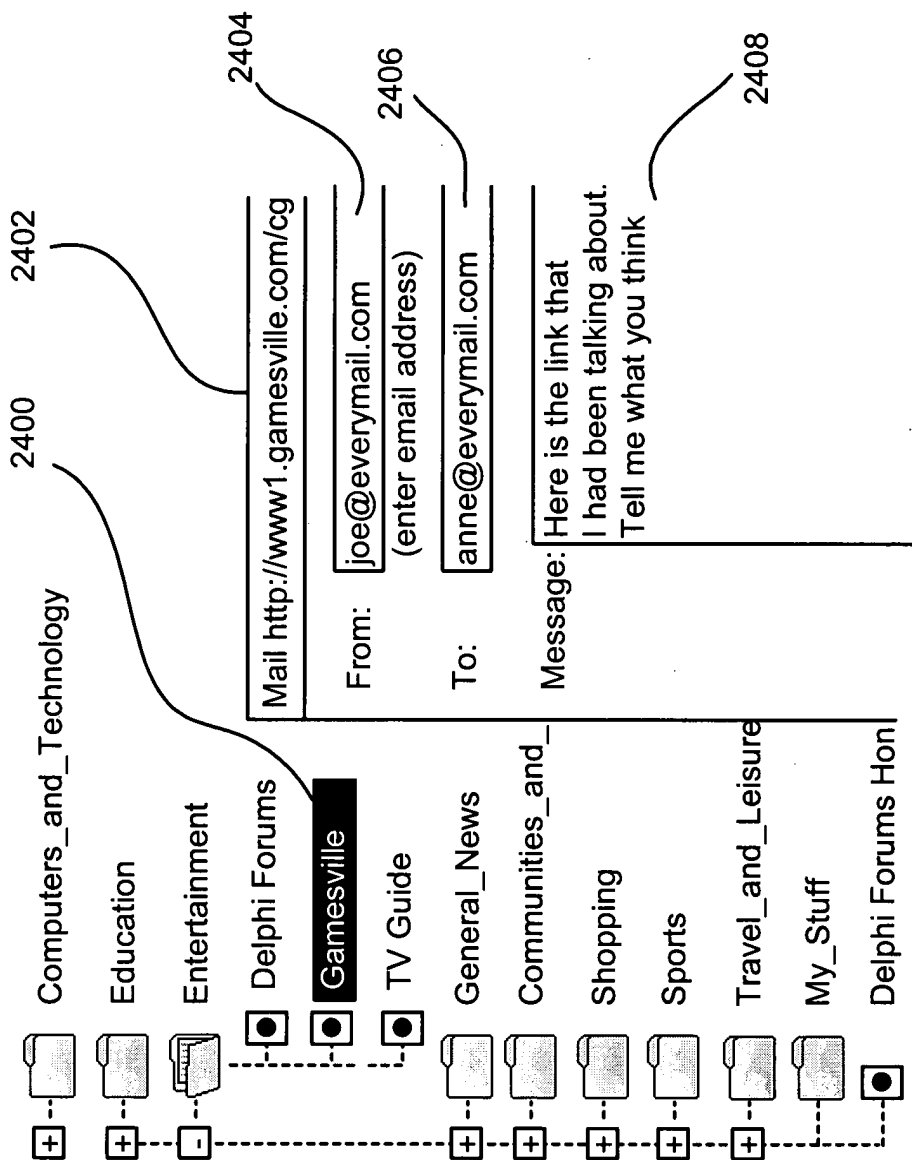 2400
2402
2404
2406
2408
Computers_and_Technology
Education
Entertainment
Delphi Forums
Gamesville
TV Guide
General_News
Communities_and_
Shopping
Sports
Travel_and_Leisure
My_Stuff
Delphi Forums Hon
Mail http://www1.gamesville.com/cg
From: joe@everymail.com
(enter email address)
To: anne@everymail.com
Message: Here is the link that
I had been talking about.
Tell me what you think